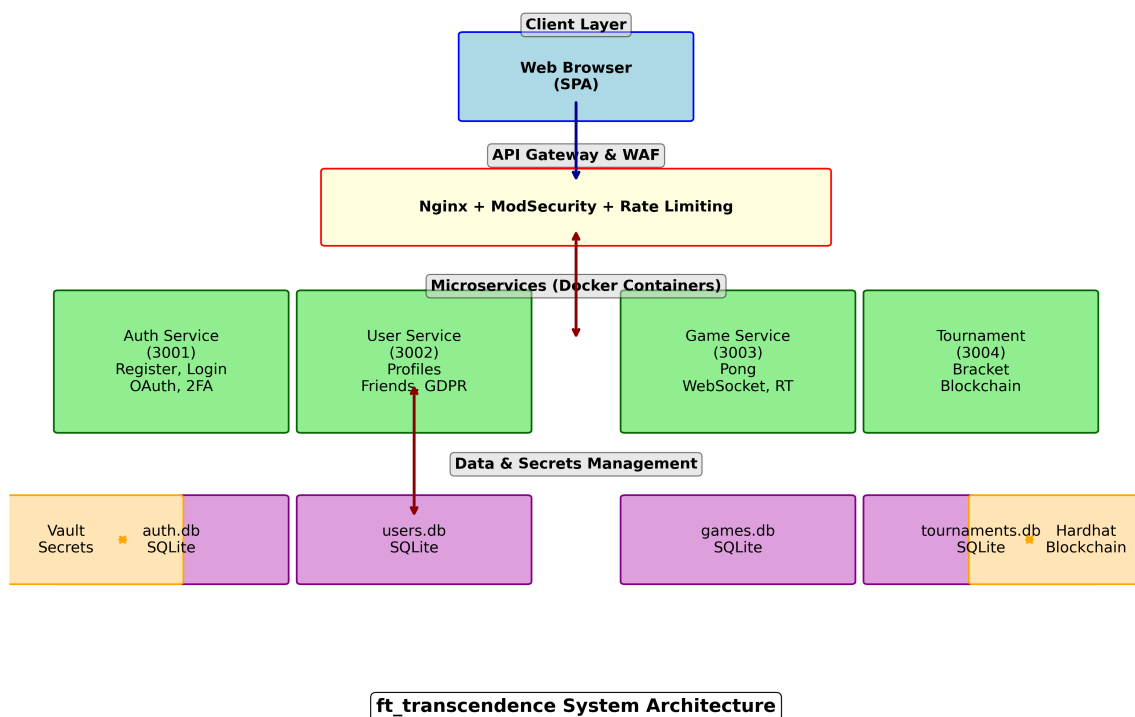 Client Layer
Web Browser
(SPA)
API Gateway & WAF
Nginx + ModSecurity + Rate Limiting
Microservices (Docker Containers)
Auth Service
(3001)
Register, Login
OAuth, 2FA
User Service
(3002)
Profiles
Friends, GDPR
Game Service
(3003)
Pong
WebSocket, RT
Tournament
(3004)
Bracket
Blockchain
Data & Secrets Management
Vault
Secrets
auth.db
SQLite
users.db
SQLite
games.db
SQLite
tournaments.db
SQLite
Hardhat
Blockchain
ft_transcendence System Architecture